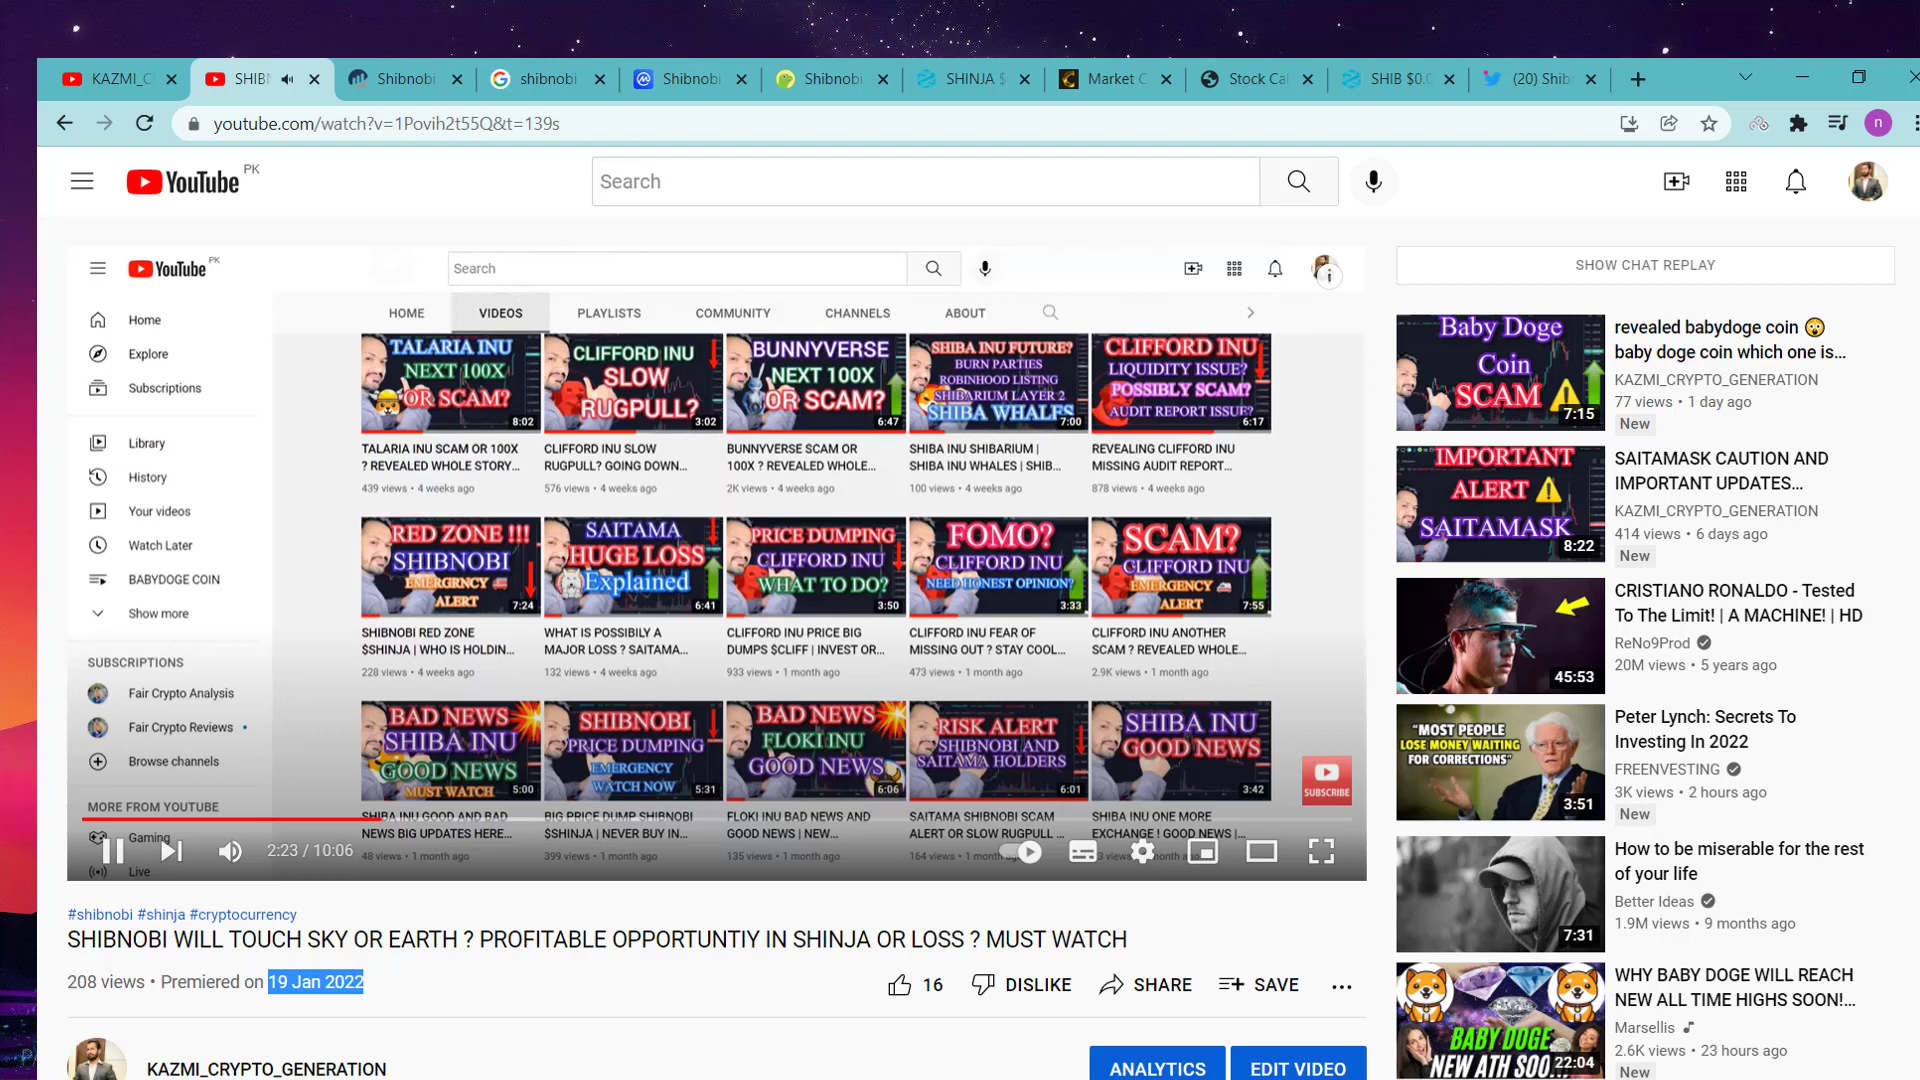 KAZMI_C
SHIBN
Shibnobi
shibnobi
Shibnobi
Shibnobi
SHINJA $
Market C
Stock Cal
SHIB $0.0
(20) Shib
youtube.com/watch?v=1Povih2t55Q&t=139s
n
YouTube PK
Search
YouTube PK
Search
HOME VIDEOS PLAYLISTS COMMUNITY CHANNELS ABOUT
Home
Explore
Subscriptions
Library
History
Your videos
Watch Later
BABYDOGE COIN
Show more
SUBSCRIPTIONS
Fair Crypto Analysis
Fair Crypto Reviews
Browse channels
MORE FROM YOUTUBE
Gaming
Live
TALARIA INU
NEXT 100X
OR SCAM?
8:02
TALARIA INU SCAM OR 100X
? REVEALED WHOLE STORY...
439 views • 4 weeks ago
CLIFFORD INU
SLOW
RUGPULL?
3:02
CLIFFORD INU SLOW
RUGPULL? GOING DOWN...
576 views • 4 weeks ago
BUNNYVERSE
NEXT 100X
OR SCAM?
6:47
BUNNYVERSE SCAM OR
100X ? REVEALED WHOLE...
2K views • 4 weeks ago
SHIBA INU FUTURE?
BURN PARTIES
ROBINHOOD LISTING
SHIBARIUM LAYER 2
SHIBA WHALES
7:00
SHIBA INU SHIBARIUM |
SHIBA INU WHALES | SHIB...
100 views • 4 weeks ago
CLIFFORD INU
LIQUIDITY ISSUE?
POSSIBLY SCAM?
AUDIT REPORT ISSUE?
6:17
REVEALING CLIFFORD INU
MISSING AUDIT REPORT...
878 views • 4 weeks ago
RED ZONE !!!
SHIBNOBI
EMERGRNCY
ALERT
7:24
SHIBNOBI RED ZONE
$SHINJA | WHO IS HOLDIN...
228 views • 4 weeks ago
SAITAMA
HUGE LOSS
Explained
6:41
WHAT IS POSSIBILY A
MAJOR LOSS ? SAITAMA...
132 views • 4 weeks ago
PRICE DUMPING
CLIFFORD INU
WHAT TO DO?
3:50
CLIFFORD INU PRICE BIG
DUMPS $CLIFF | INVEST OR...
933 views • 1 month ago
FOMO?
CLIFFORD INU
NEED HONEST OPINION?
3:33
CLIFFORD INU FEAR OF
MISSING OUT ? STAY COOL...
473 views • 1 month ago
SCAM?
CLIFFORD INU
EMERGENCY
ALERT
7:55
CLIFFORD INU ANOTHER
SCAM ? REVEALED WHOLE...
2.9K views • 1 month ago
BAD NEWS
SHIBA INU
GOOD NEWS
MUST WATCH
5:00
SHIBA INU GOOD AND BAD
NEWS BIG UPDATES HERE...
48 views • 1 month ago
SHIBNOBI
PRICE DUMPING
EMERGENCY
WATCH NOW
5:31
BIG PRICE DUMP SHIBNOBI
$SHINJA | NEVER BUY IN...
399 views • 1 month ago
BAD NEWS
FLOKI INU
GOOD NEWS
6:06
FLOKI INU BAD NEWS AND
GOOD NEWS | NEW...
135 views • 1 month ago
RISK ALERT
SHIBNOBI AND
SAITAMA HOLDERS
6:01
SAITAMA SHIBNOBI SCAM
ALERT OR SLOW RUGPULL ...
164 views • 1 month ago
SHIBA INU
GOOD NEWS
3:42
SHIBA INU ONE MORE
EXCHANGE ! GOOD NEWS |...
views • 1 month ago
SUBSCRIBE
2:23 / 10:06
#shibnobi #shinja #cryptocurrency
SHIBNOBI WILL TOUCH SKY OR EARTH ? PROFITABLE OPPORTUNTIY IN SHINJA OR LOSS ? MUST WATCH
208 views • Premiered on 19 Jan 2022
16 DISLIKE SHARE SAVE
KAZMI_CRYPTO_GENERATION
ANALYTICS EDIT VIDEO
SHOW CHAT REPLAY
Baby Doge
Coin
SCAM
7:15
revealed babydoge coin 😲
baby doge coin which one is...
KAZMI_CRYPTO_GENERATION
77 views • 1 day ago
New
IMPORTANT
ALERT
SAITAMASK
8:22
SAITAMASK CAUTION AND
IMPORTANT UPDATES...
KAZMI_CRYPTO_GENERATION
414 views • 6 days ago
New
45:53
CRISTIANO RONALDO - Tested
To The Limit! | A MACHINE! | HD
ReNo9Prod
20M views • 5 years ago
"MOST PEOPLE
LOSE MONEY WAITING
FOR CORRECTIONS"
3:51
Peter Lynch: Secrets To
Investing In 2022
FREENVESTING
3K views • 2 hours ago
New
7:31
How to be miserable for the rest
of your life
Better Ideas
1.9M views • 9 months ago
BABY DOGE
NEW ATH SOO...
22:04
WHY BABY DOGE WILL REACH
NEW ALL TIME HIGHS SOON!...
Marsellis
2.6K views • 23 hours ago
New